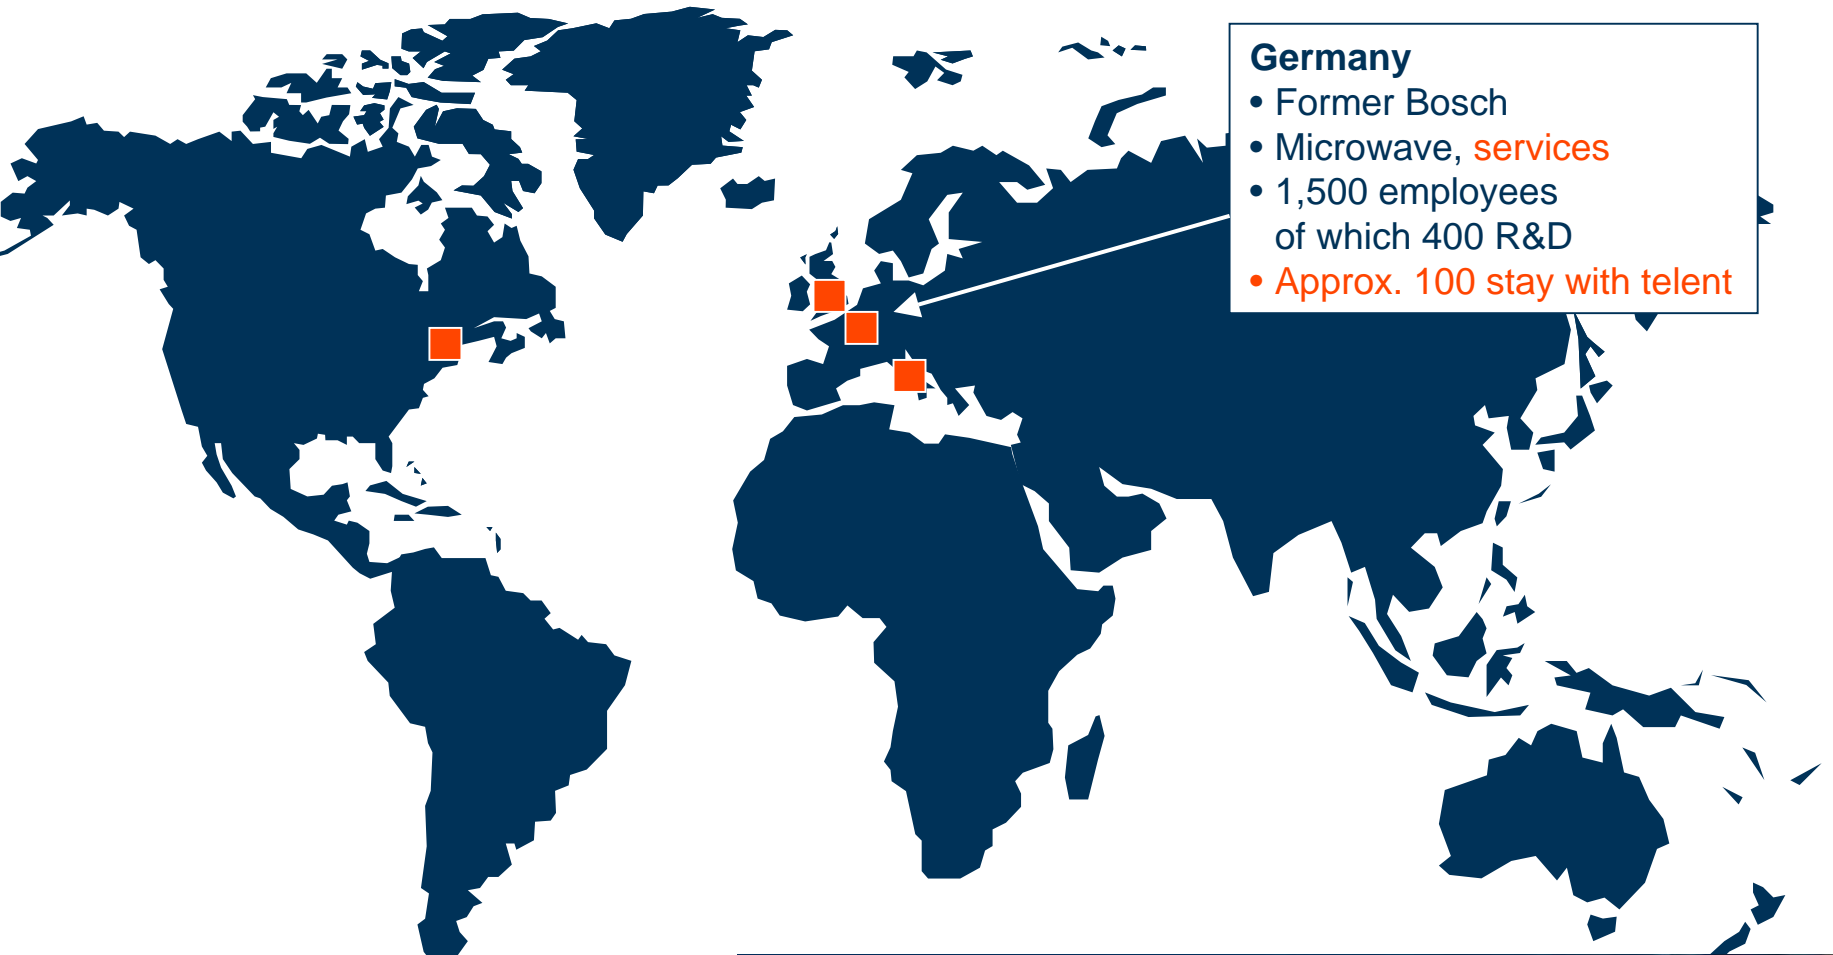 Germany
• Former Bosch
• Microwave, services
• 1,500 employees
of which 400 R&D
• Approx. 100 stay with telent